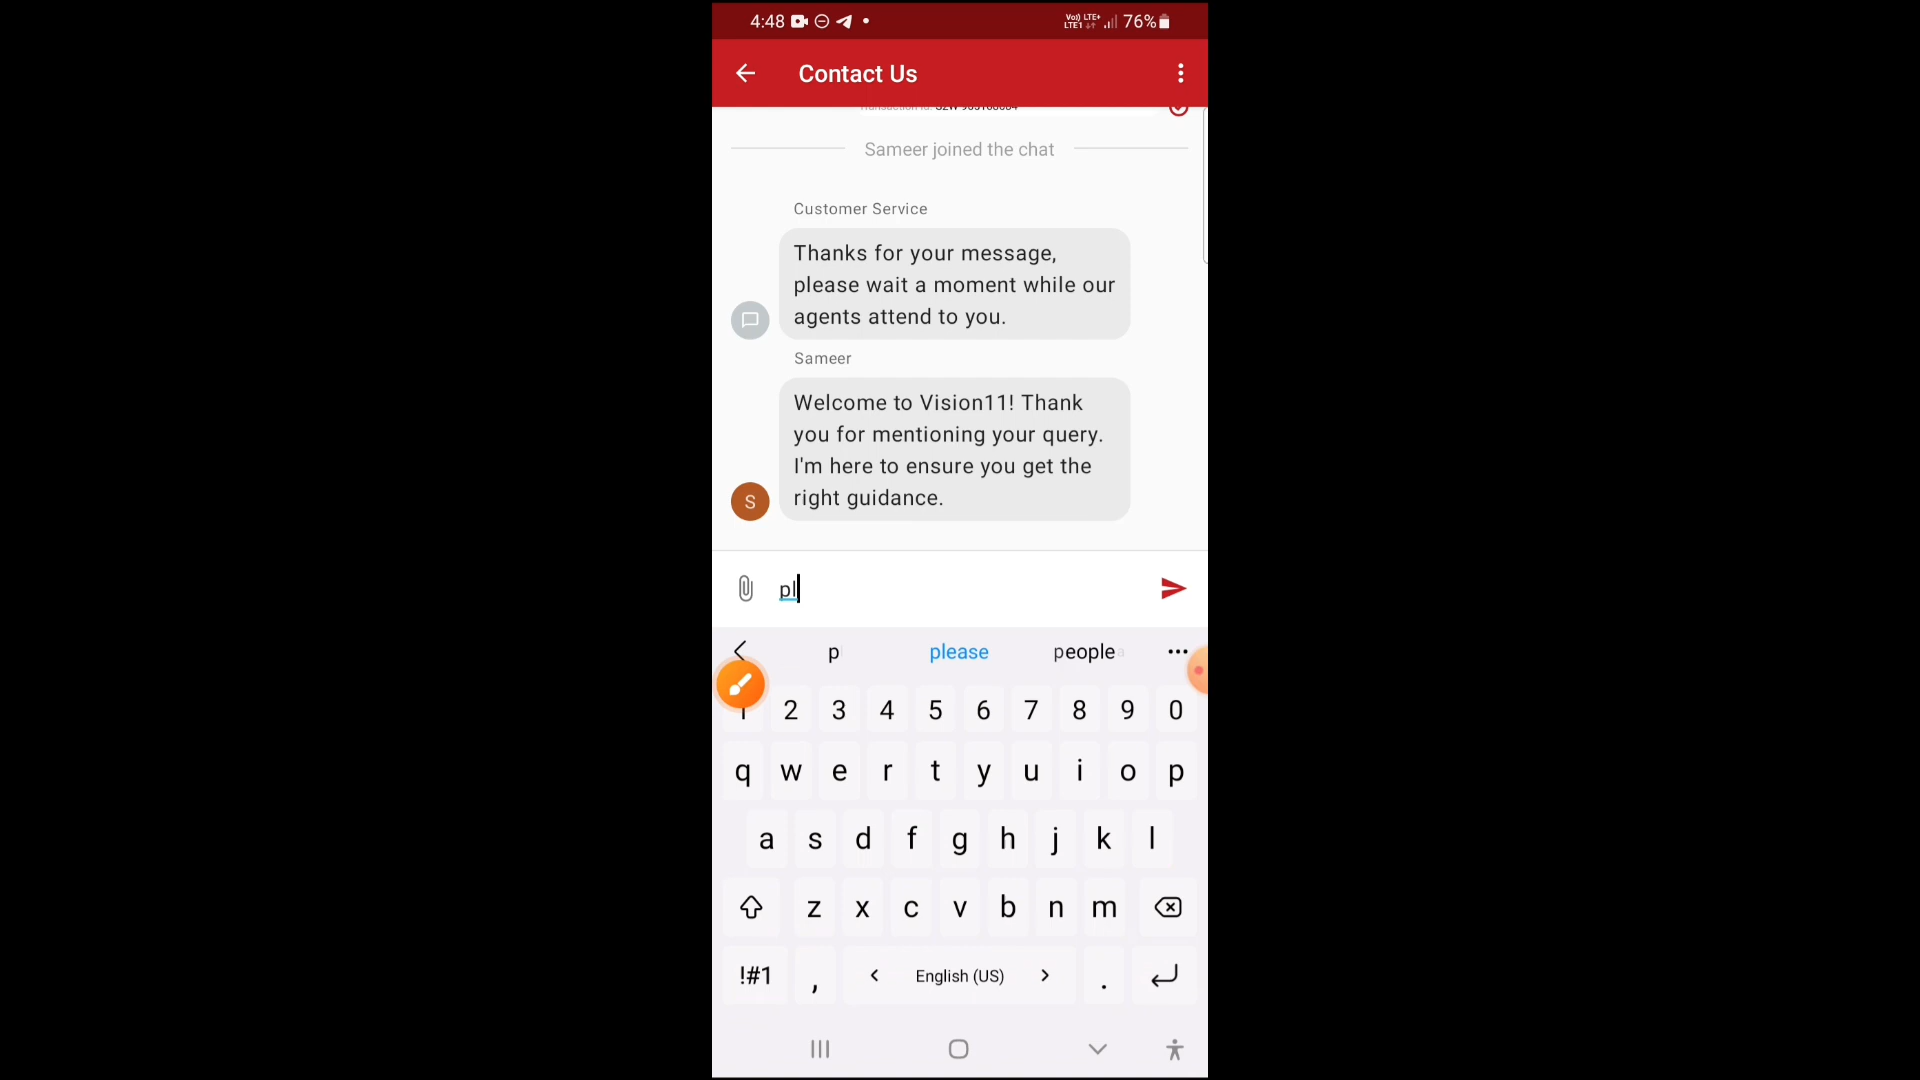 4:48
Vo) LTE+
LTE1
76%
Contact Us
Sameer joined the chat
Customer Service
Thanks for your message,
please wait a moment while our
agents attend to you.
Sameer
Welcome to Vision11! Thank
you for mentioning your query.
I'm here to ensure you get the
right guidance.
S
pl
p please people
2 3 4 5 6 7 8 9 0
q w e r t y u i o p
a s d f g h j k l
z x c v b n m
!#1 , < English (US) > .